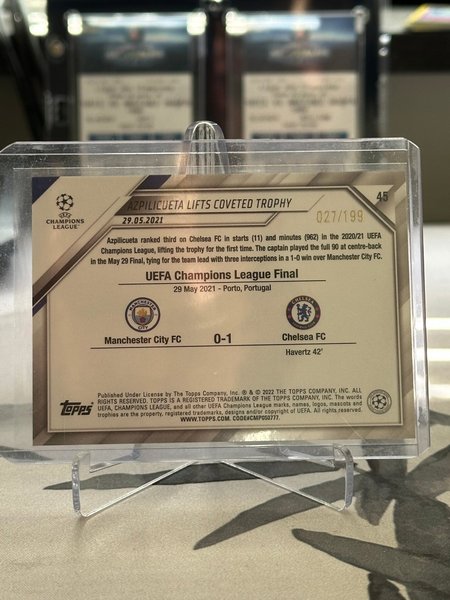 UEFA
CHAMPIONS
LEAGUE
AZPILICUETA LIFTS COVETED TROPHY
45
29.05.2021
027/199
Azpilicueta ranked third on Chelsea FC in starts (11) and minutes (962) in the 2020/21 UEFA
Champions League, lifting the trophy for the first time. The captain played the full 90 at centre-back
in the May 29 Final, tying for the team lead with three interceptions in a 1-0 win over Manchester City FC.
UEFA Champions League Final
29 May 2021 - Porto, Portugal
MANCHESTER
CITY
CHELSEA
Manchester City FC
0-1
Chelsea FC
Havertz 42'
Topps
Published Under License by The Topps Company, Inc. ® & © 2022 THE TOPPS COMPANY, INC. ALL
RIGHTS RESERVED. TOPPS IS A REGISTERED TRADEMARK OF THE TOPPS COMPANY, INC. The words
UEFA, CHAMPIONS LEAGUE, and all other UEFA Champions League marks, names, logos, mascots and
trophies are the property, registered trademarks, designs and/or copyright of UEFA. All rights reserved.
WWW.TOPPS.COM. CODE#CMP050777.